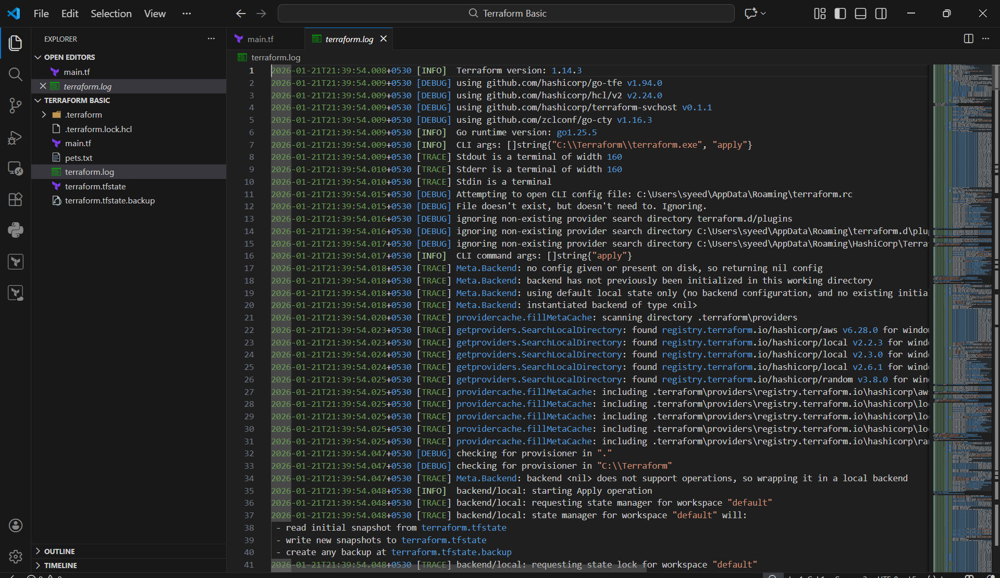 File Edit Selection View ··· Terraform Basic
EXPLORER ···
OPEN EDITORS
main.tf
terraform.log
TERRAFORM BASIC
.terraform
.terraform.lock.hcl
main.tf
pets.txt
terraform.log
terraform.tfstate
terraform.tfstate.backup
OUTLINE
TIMELINE
main.tf terraform.log
terraform.log
1 2026-01-21T21:39:54.008+0530 [INFO]  Terraform version: 1.14.3
2 2026-01-21T21:39:54.009+0530 [DEBUG] using github.com/hashicorp/go-tfe v1.94.0
3 2026-01-21T21:39:54.009+0530 [DEBUG] using github.com/hashicorp/hcl/v2 v2.24.0
4 2026-01-21T21:39:54.009+0530 [DEBUG] using github.com/hashicorp/terraform-svchost v0.1.1
5 2026-01-21T21:39:54.009+0530 [DEBUG] using github.com/zclconf/go-cty v1.16.3
6 2026-01-21T21:39:54.009+0530 [INFO]  Go runtime version: go1.25.5
7 2026-01-21T21:39:54.009+0530 [INFO]  CLI args: []string{"C:\\Terraform\\terraform.exe", "apply"}
8 2026-01-21T21:39:54.009+0530 [TRACE] Stdout is a terminal of width 160
9 2026-01-21T21:39:54.010+0530 [TRACE] Stderr is a terminal of width 160
10 2026-01-21T21:39:54.010+0530 [TRACE] Stdin is a terminal
11 2026-01-21T21:39:54.015+0530 [DEBUG] Attempting to open CLI config file: C:\Users\syeed\AppData\Roaming\terraform.rc
12 2026-01-21T21:39:54.015+0530 [DEBUG] File doesn't exist, but doesn't need to. Ignoring.
13 2026-01-21T21:39:54.016+0530 [DEBUG] ignoring non-existing provider search directory terraform.d/plugins
14 2026-01-21T21:39:54.016+0530 [DEBUG] ignoring non-existing provider search directory C:\Users\syeed\AppData\Roaming\terraform.d\plu
15 2026-01-21T21:39:54.017+0530 [DEBUG] ignoring non-existing provider search directory C:\Users\syeed\AppData\Roaming\HashiCorp\Terra
16 2026-01-21T21:39:54.017+0530 [INFO]  CLI command args: []string{"apply"}
17 2026-01-21T21:39:54.018+0530 [TRACE] Meta.Backend: no config given or present on disk, so returning nil config
18 2026-01-21T21:39:54.018+0530 [TRACE] Meta.Backend: backend has not previously been initialized in this working directory
19 2026-01-21T21:39:54.018+0530 [TRACE] Meta.Backend: using default local state only (no backend configuration, and no existing initia
20 2026-01-21T21:39:54.018+0530 [TRACE] Meta.Backend: instantiated backend of type <nil>
21 2026-01-21T21:39:54.020+0530 [TRACE] providercache.fillMetaCache: scanning directory .terraform\providers
22 2026-01-21T21:39:54.023+0530 [TRACE] getproviders.SearchLocalDirectory: found registry.terraform.io/hashicorp/aws v6.28.0 for window
23 2026-01-21T21:39:54.023+0530 [TRACE] getproviders.SearchLocalDirectory: found registry.terraform.io/hashicorp/local v2.2.3 for wind
24 2026-01-21T21:39:54.024+0530 [TRACE] getproviders.SearchLocalDirectory: found registry.terraform.io/hashicorp/local v2.3.0 for wind
25 2026-01-21T21:39:54.024+0530 [TRACE] getproviders.SearchLocalDirectory: found registry.terraform.io/hashicorp/local v2.6.1 for wind
26 2026-01-21T21:39:54.025+0530 [TRACE] getproviders.SearchLocalDirectory: found registry.terraform.io/hashicorp/random v3.8.0 for win
27 2026-01-21T21:39:54.025+0530 [TRACE] providercache.fillMetaCache: including .terraform\providers\registry.terraform.io\hashicorp\aw
28 2026-01-21T21:39:54.025+0530 [TRACE] providercache.fillMetaCache: including .terraform\providers\registry.terraform.io\hashicorp\lo
29 2026-01-21T21:39:54.025+0530 [TRACE] providercache.fillMetaCache: including .terraform\providers\registry.terraform.io\hashicorp\lo
30 2026-01-21T21:39:54.025+0530 [TRACE] providercache.fillMetaCache: including .terraform\providers\registry.terraform.io\hashicorp\lo
31 2026-01-21T21:39:54.025+0530 [TRACE] providercache.fillMetaCache: including .terraform\providers\registry.terraform.io\hashicorp\ra
32 2026-01-21T21:39:54.047+0530 [DEBUG] checking for provisioner in "."
33 2026-01-21T21:39:54.047+0530 [DEBUG] checking for provisioner in "C:\\Terraform"
34 2026-01-21T21:39:54.047+0530 [TRACE] Meta.Backend: backend <nil> does not support operations, so wrapping it in a local backend
35 2026-01-21T21:39:54.048+0530 [INFO]  backend/local: starting Apply operation
36 2026-01-21T21:39:54.048+0530 [TRACE] backend/local: requesting state manager for workspace "default"
37 2026-01-21T21:39:54.048+0530 [TRACE] backend/local: state manager for workspace "default" will:
38  - read initial snapshot from terraform.tfstate
39  - write new snapshots to terraform.tfstate
40  - create any backup at terraform.tfstate.backup
41 2026-01-21T21:39:54.048+0530 [TRACE] backend/local: requesting state lock for workspace "default"